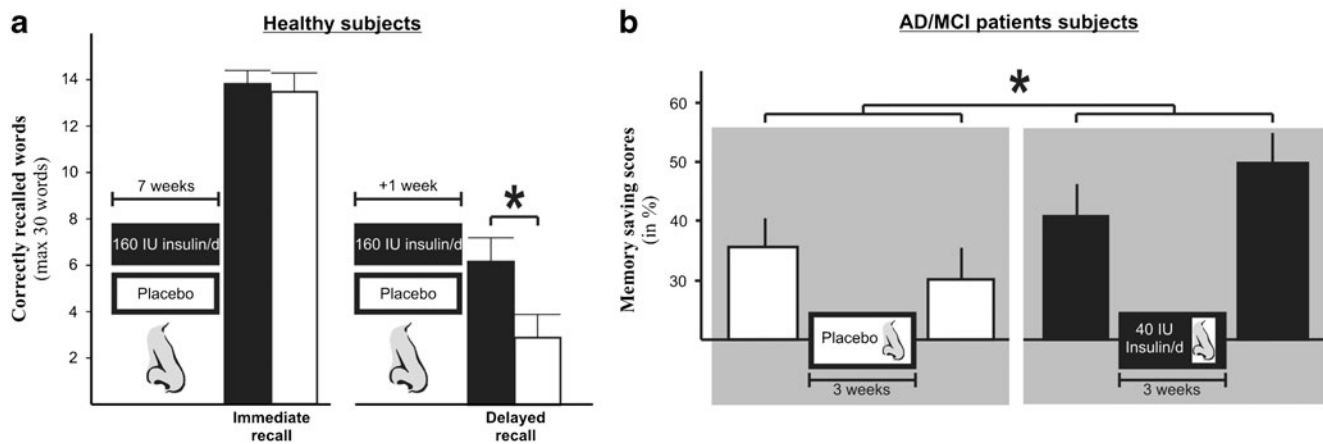 a
Healthy subjects
Correctly recalled words
(max 30 words)
14
12
10
8
6
4
2
7 weeks
160 IU insulin/d
Placebo
Immediate
recall
+1 week
160 IU insulin/d
Placebo
*
Delayed
recall
b
AD/MCI patients subjects
Memory saving scores
(in %)
60
50
40
30
*
Placebo
3 weeks
40 IU
Insulin/d
3 weeks